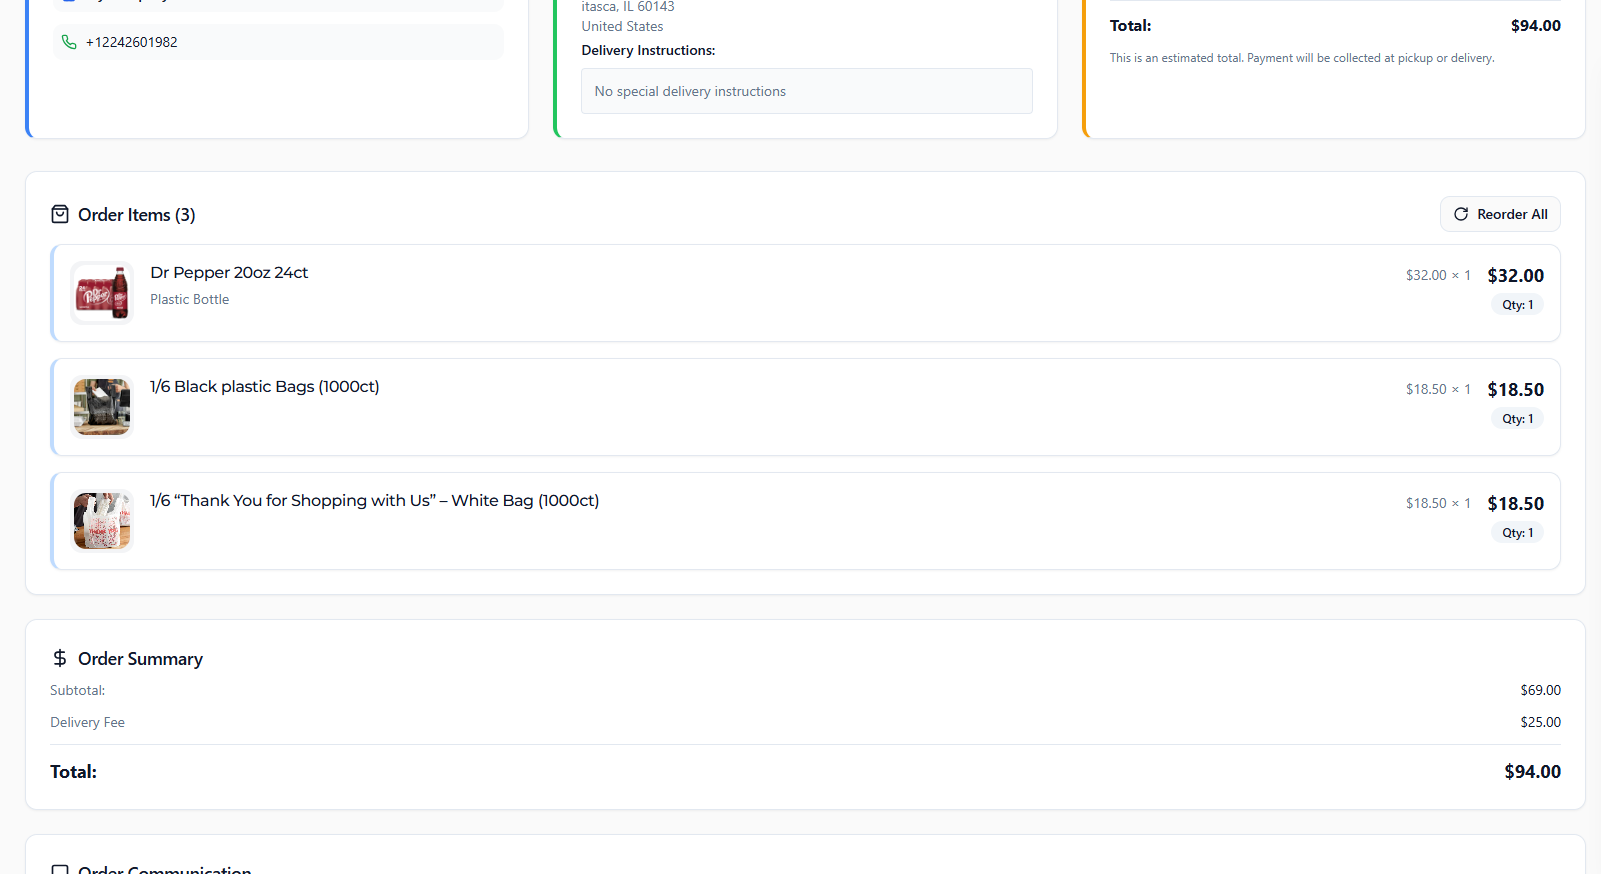 +12242601982
itasca, IL 60143
United States
Delivery Instructions:
No special delivery instructions
Total:
$94.00
This is an estimated total. Payment will be collected at pickup or delivery.
Order Items (3)
Reorder All
Dr Pepper 20oz 24ct
Plastic Bottle
$32.00 × 1
$32.00
Qty: 1
1/6 Black plastic Bags (1000ct)
$18.50 × 1
$18.50
Qty: 1
1/6 “Thank You for Shopping with Us” – White Bag (1000ct)
$18.50 × 1
$18.50
Qty: 1
Order Summary
Subtotal:
$69.00
Delivery Fee
$25.00
Total:
$94.00
Order Communication